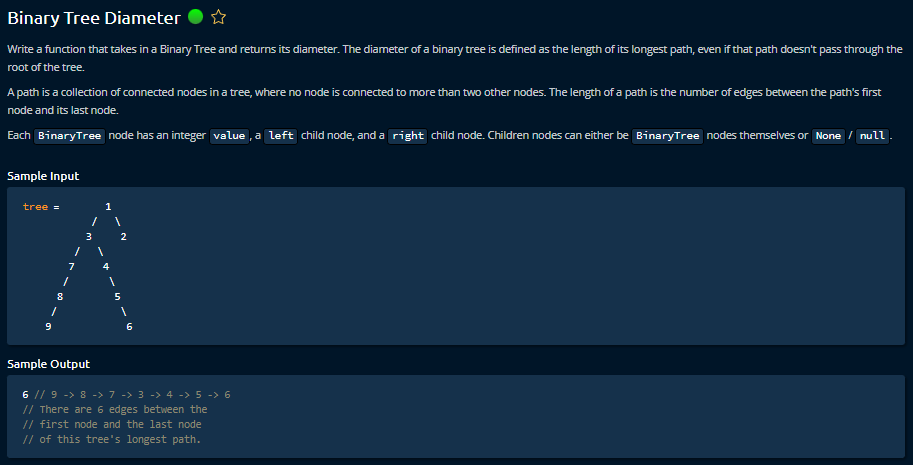 Binary Tree Diameter
Write a function that takes in a Binary Tree and returns its diameter. The diameter of a binary tree is defined as the length of its longest path, even if that path doesn't pass through the
root of the tree.
A path is a collection of connected nodes in a tree, where no node is connected to more than two other nodes. The length of a path is the number of edges between the path's first
node and its last node.
Each BinaryTree node has an integer value, a left child node, and a right child node. Children nodes can either be BinaryTree nodes themselves or None / null.
Sample Input
tree = 1
/ \
3 2
/ \
7 4
/ \
8 5
/ \
9 6
Sample Output
6 // 9 -> 8 -> 7 -> 3 -> 4 -> 5 -> 6
// There are 6 edges between the
// first node and the last node
// of this tree's longest path.